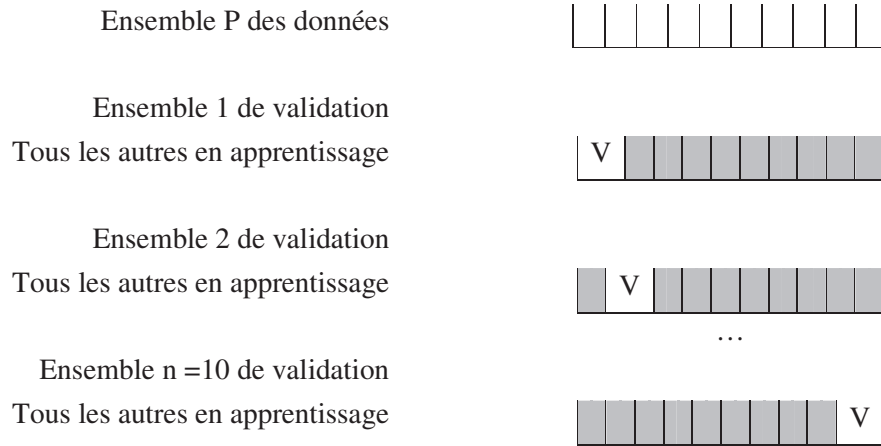 Ensemble P des données
Ensemble 1 de validation
Tous les autres en apprentissage
V
Ensemble 2 de validation
Tous les autres en apprentissage
V
…
Ensemble n =10 de validation
Tous les autres en apprentissage
V